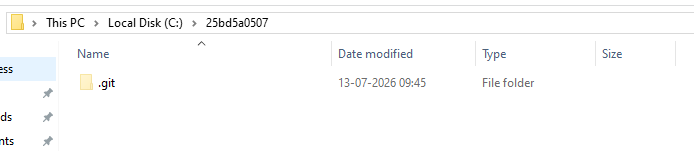 This PC > Local Disk (C:) > 25bd5a0507
Name Date modified Type Size
ess
.git 13-07-2026 09:45 File folder
ds
nts